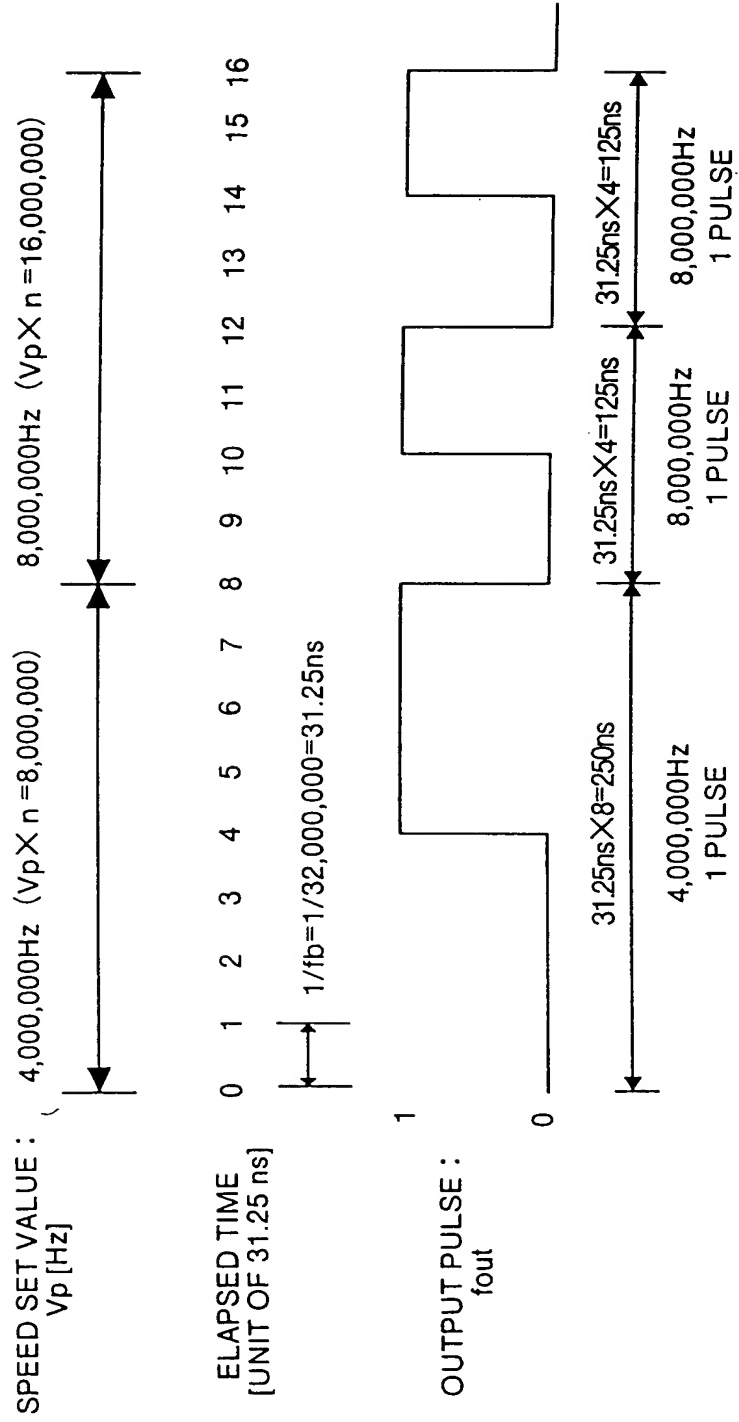 SPEED SET VALUE :
Vp [Hz]
4,000,000Hz (Vp × n =8,000,000)
8,000,000Hz (Vp × n =16,000,000)
ELAPSED TIME
[UNIT OF 31.25 ns]
0 1 2 3 4 5 6 7 8 9 10 11 12 13 14 15 16
1/fb=1/32,000,000=31.25ns
OUTPUT PULSE :
fout
1
0
31.25ns×8=250ns
31.25ns×4=125ns
31.25ns×4=125ns
4,000,000Hz
1 PULSE
8,000,000Hz
1 PULSE
8,000,000Hz
1 PULSE